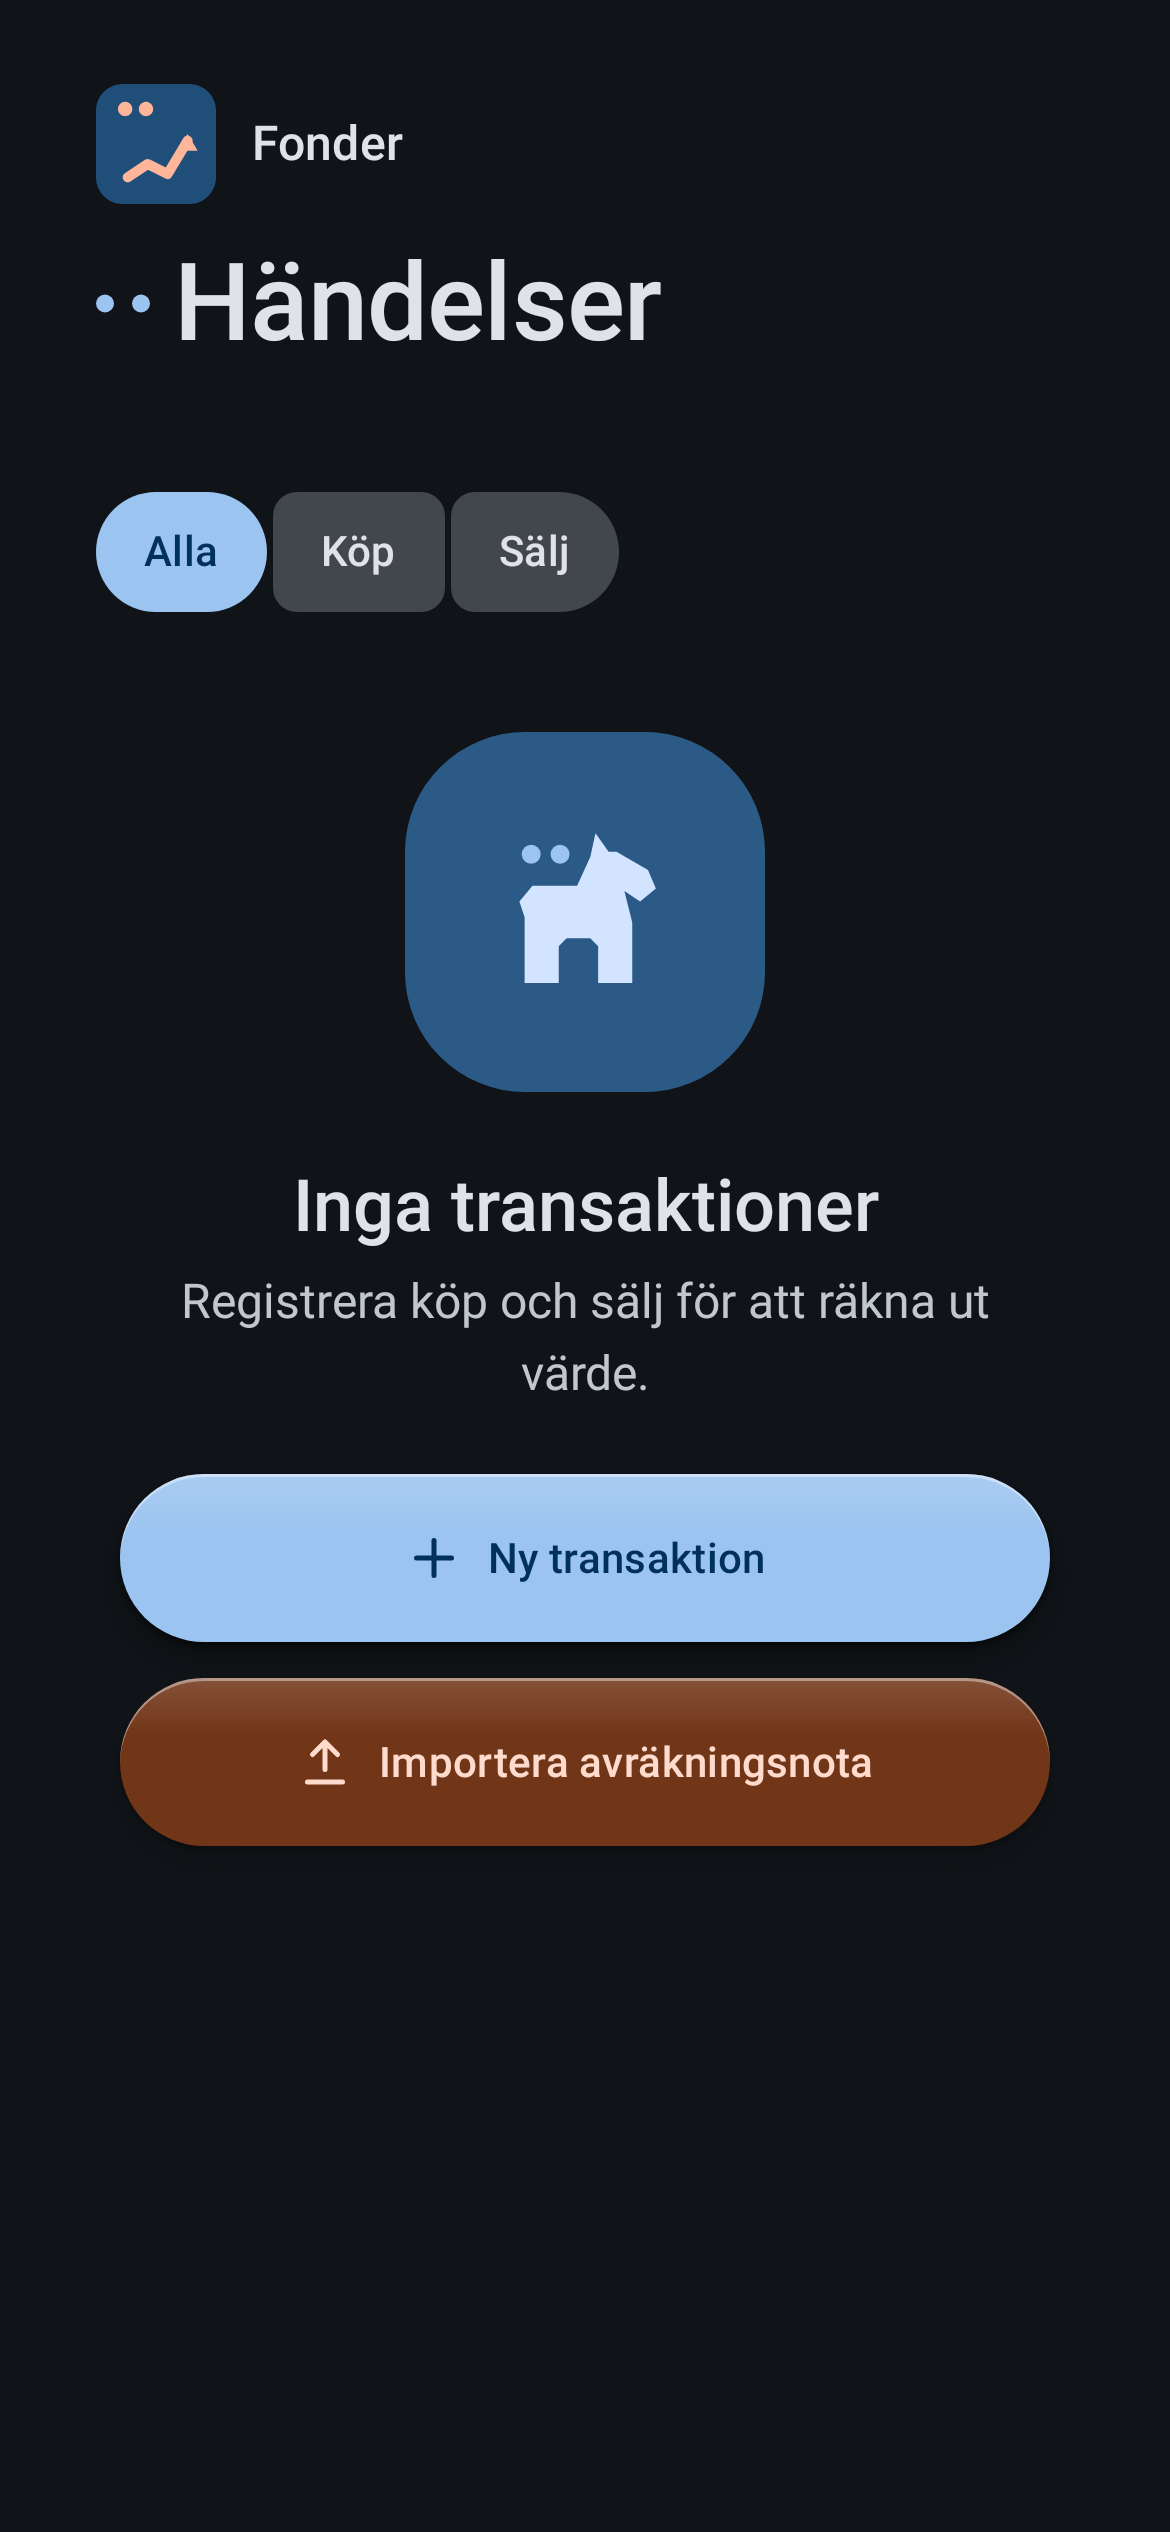 Fonder
Händelser
Alla
Köp
Sälj
Inga transaktioner
Registrera köp och sälj för att räkna ut
värde.
Ny transaktion
Importera avräkningsnota